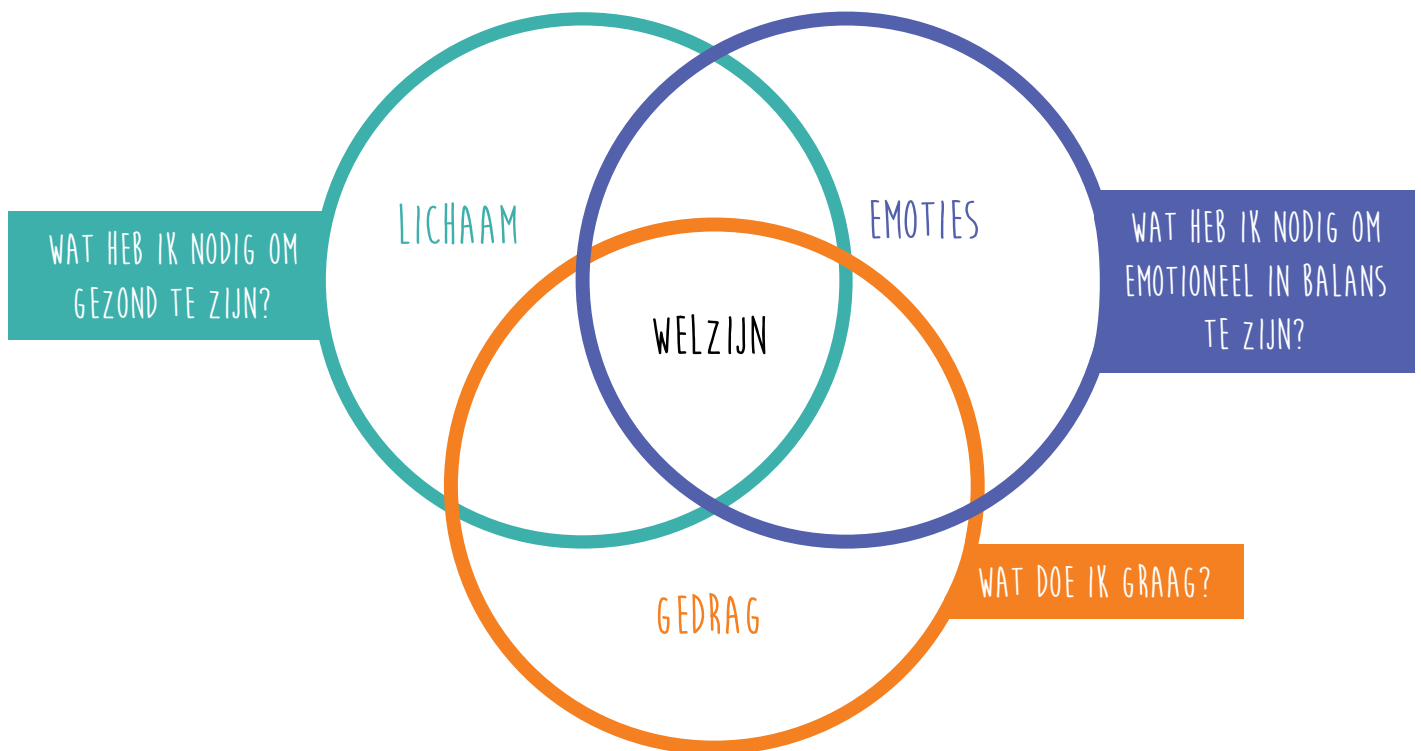 LICHAAM
EMOTIES
WAT HEB IK NODIG OM
GEZOND TE ZIJN?
WAT HEB IK NODIG OM
EMOTIONEEL IN BALANS
TE ZIJN?
WELZIJN
WAT DOE IK GRAAG?
GEDRAG